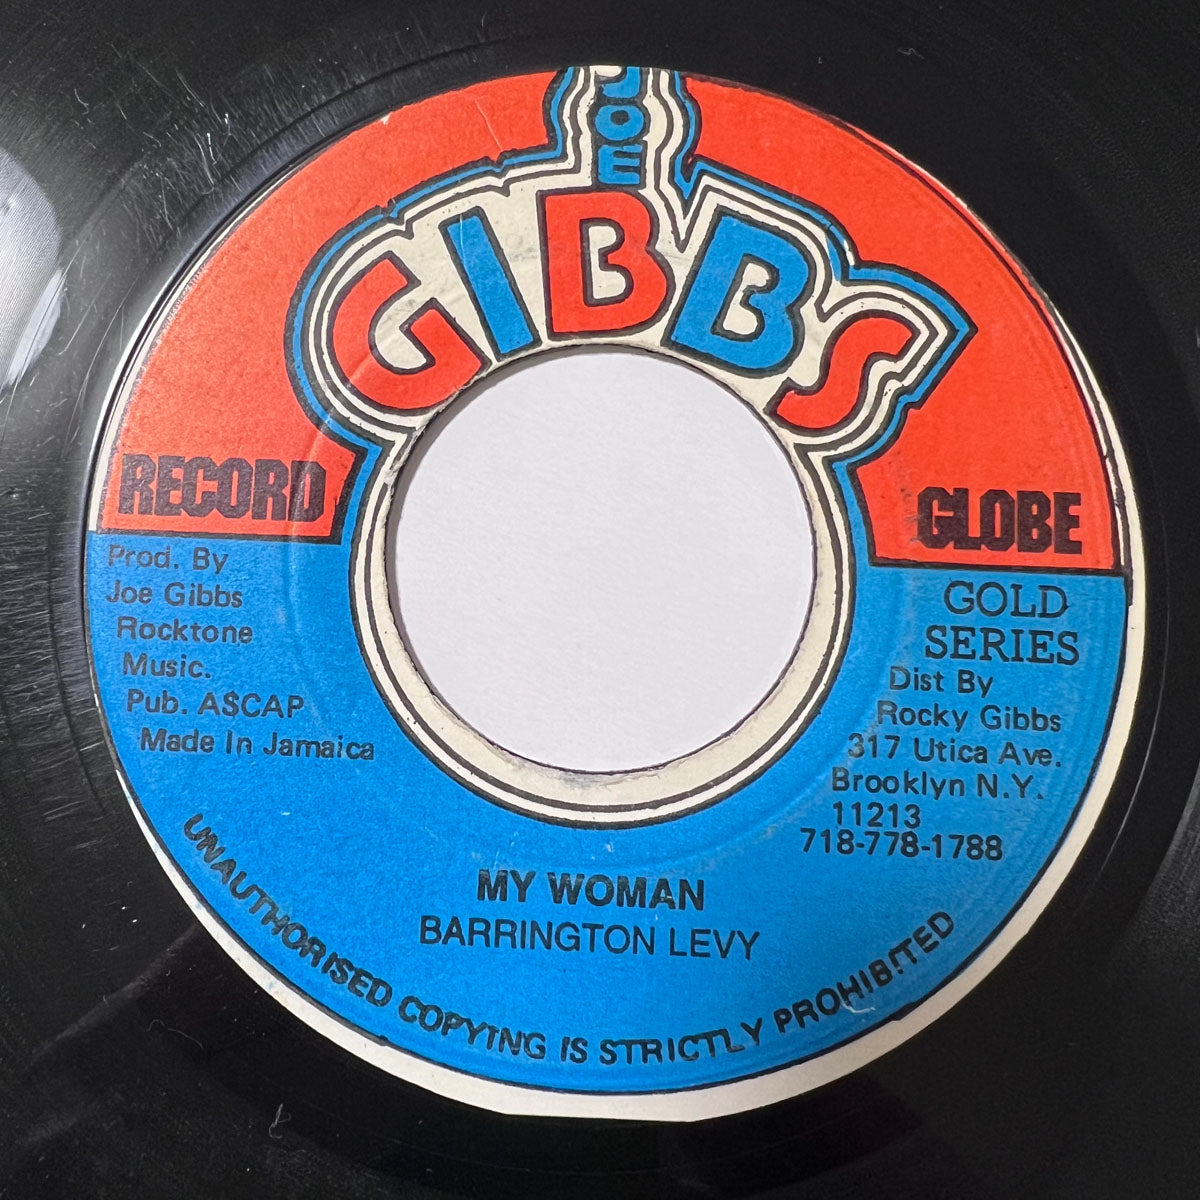 JOE
GIBBS
RECORD
GLOBE
Prod. By
Joe Gibbs
Rocktone
Music.
Pub. ASCAP
Made In Jamaica
GOLD
SERIES
Dist By
Rocky Gibbs
317 Utica Ave.
Brooklyn N.Y.
11213
718-778-1788
MY WOMAN
BARRINGTON LEVY
UNAUTHORISED COPYING IS STRICTLY PROHIBITED